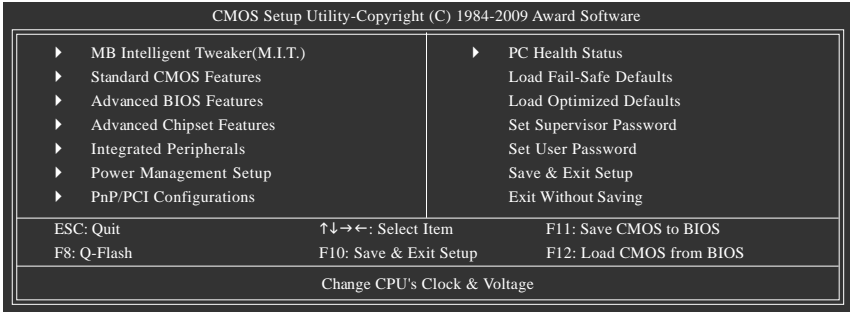 CMOS Setup Utility-Copyright (C) 1984-2009 Award Software
MB Intelligent Tweaker(M.I.T.)
Standard CMOS Features
Advanced BIOS Features
Advanced Chipset Features
Integrated Peripherals
Power Management Setup
PnP/PCI Configurations
PC Health Status
Load Fail-Safe Defaults
Load Optimized Defaults
Set Supervisor Password
Set User Password
Save & Exit Setup
Exit Without Saving
ESC: Quit ↑↓→←: Select Item F11: Save CMOS to BIOS
F8: Q-Flash F10: Save & Exit Setup F12: Load CMOS from BIOS
Change CPU's Clock & Voltage